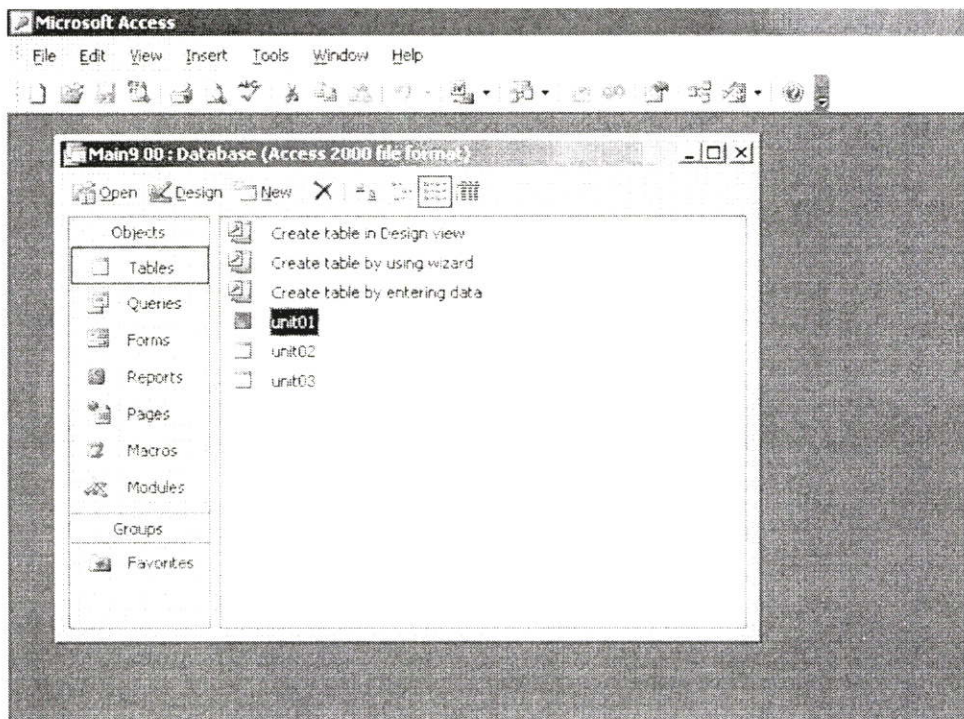 Microsoft Access
File Edit View Insert Tools Window Help
Main9 00 : Database (Access 2000 file format)
Open Design New
Objects
Tables
Queries
Forms
Reports
Pages
Macros
Modules
Groups
Favorites
Create table in Design view
Create table by using wizard
Create table by entering data
unit01
unit02
unit03